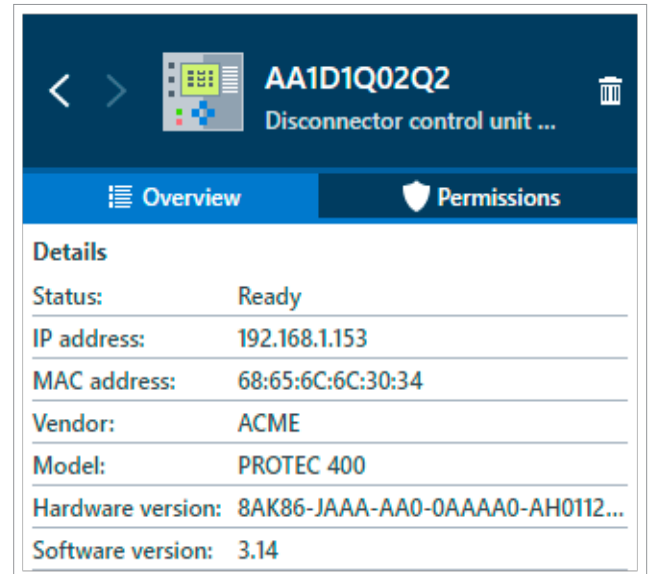 AA1D1Q02Q2
Disconnector control unit ...
Overview
Permissions
Details
Status: Ready
IP address: 192.168.1.153
MAC address: 68:65:6C:6C:30:34
Vendor: ACME
Model: PROTEC 400
Hardware version: 8AK86-JAAA-AA0-0AAAA0-AH0112...
Software version: 3.14